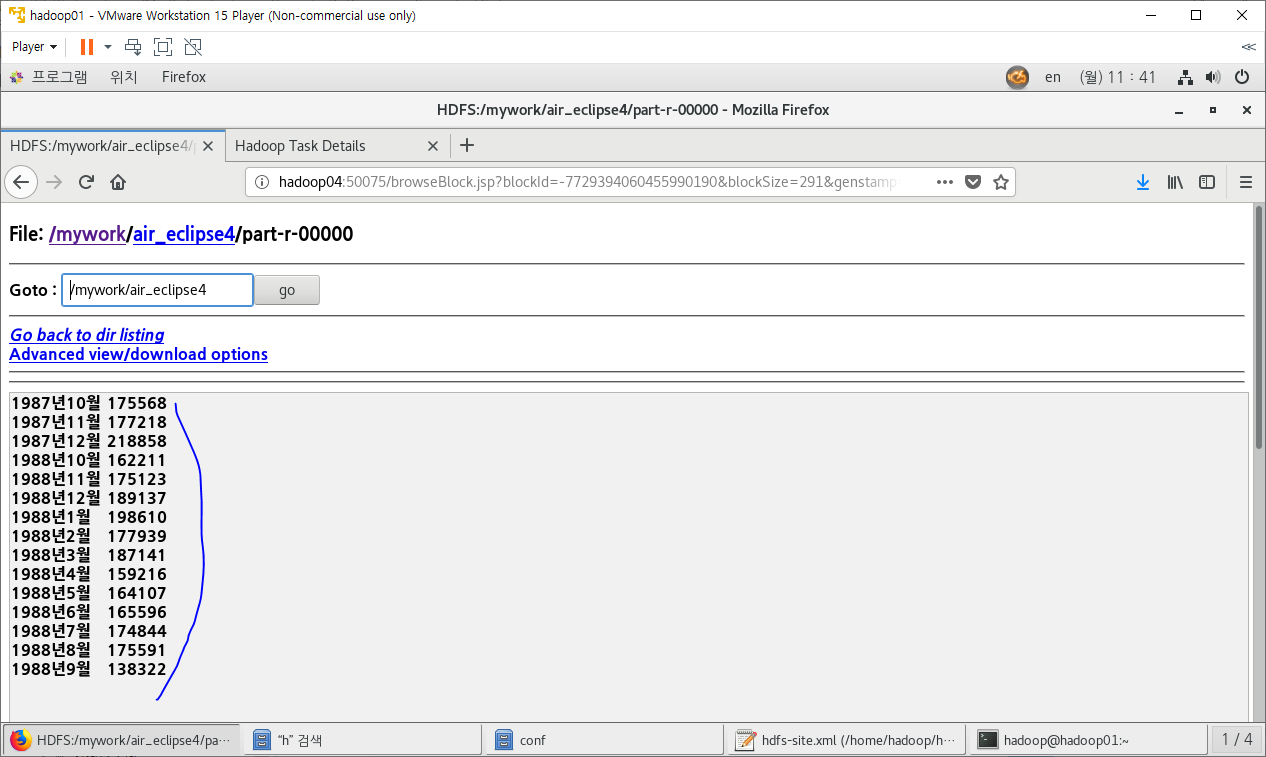 hadoop01 - VMware Workstation 15 Player (Non-commercial use only)
Player
프로그램 위치 Firefox en (월) 11 : 41
HDFS:/mywork/air_eclipse4/part-r-00000 - Mozilla Firefox
HDFS:/mywork/air_eclipse4/ Hadoop Task Details
hadoop04:50075/browseBlock.jsp?blockId=-7729394060455990190&blockSize=291&genstamp
File: /mywork/air_eclipse4/part-r-00000
Goto : /mywork/air_eclipse4 go
Go back to dir listing
Advanced view/download options
1987년10월 175568
1987년11월 177218
1987년12월 218858
1988년10월 162211
1988년11월 175123
1988년12월 189137
1988년1월 198610
1988년2월 177939
1988년3월 187141
1988년4월 159216
1988년5월 164107
1988년6월 165596
1988년7월 174844
1988년8월 175591
1988년9월 138322
HDFS:/mywork/air_eclipse4/pa··· "h" 검색 conf hdfs-site.xml (/home/hadoop/h··· hadoop@hadoop01:~ 1 / 4